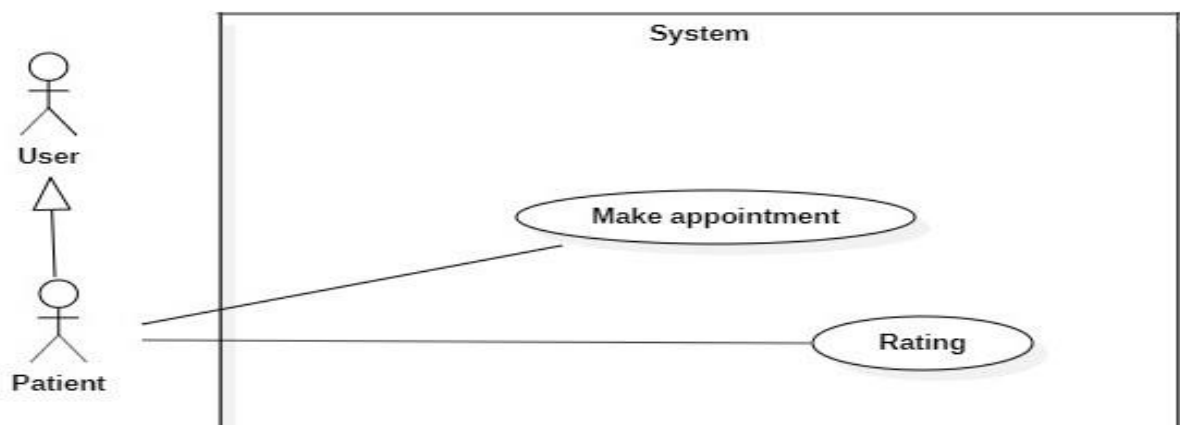 System
User
Make appointment
Rating
Patient